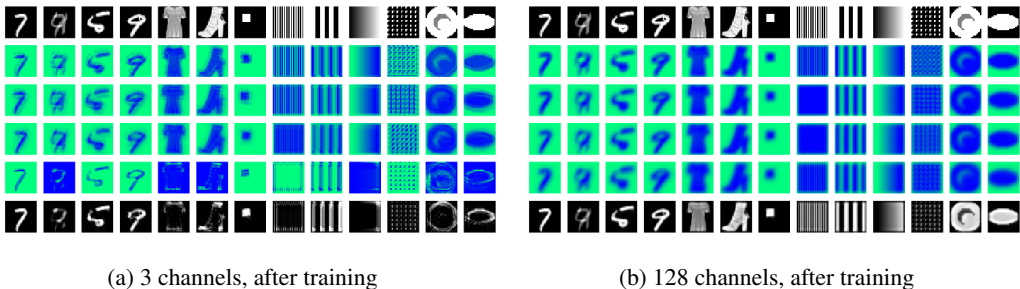 (a) 3 channels, after training
(b) 128 channels, after training